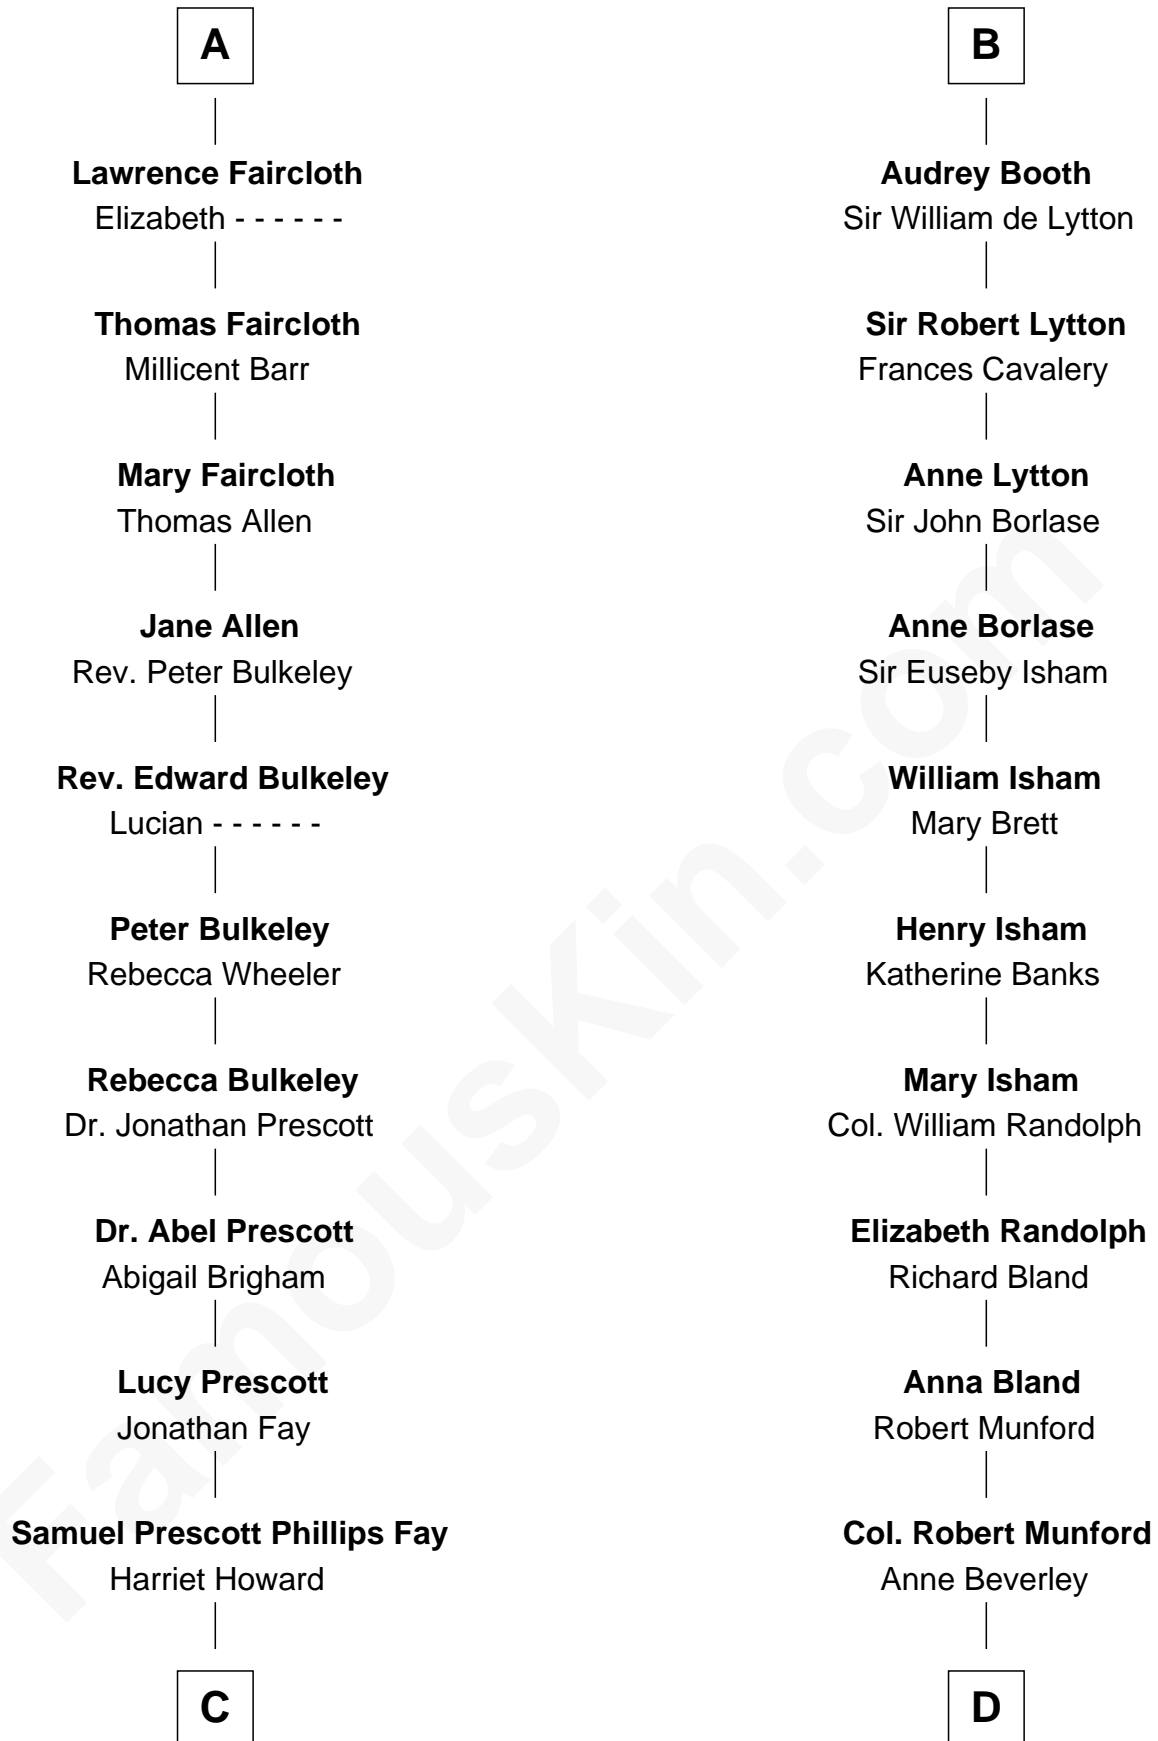 A
Lawrence Faircloth
Elizabeth - - - - - -
Thomas Faircloth
Millicent Barr
Mary Faircloth
Thomas Allen
Jane Allen
Rev. Peter Bulkeley
Rev. Edward Bulkeley
Lucian - - - - - -
Peter Bulkeley
Rebecca Wheeler
Rebecca Bulkeley
Dr. Jonathan Prescott
Dr. Abel Prescott
Abigail Brigham
Lucy Prescott
Jonathan Fay
Samuel Prescott Phillips Fay
Harriet Howard
C
B
Audrey Booth
Sir William de Lytton
Sir Robert Lytton
Frances Cavalery
Anne Lytton
Sir John Borlase
Anne Borlase
Sir Euseby Isham
William Isham
Mary Brett
Henry Isham
Katherine Banks
Mary Isham
Col. William Randolph
Elizabeth Randolph
Richard Bland
Anna Bland
Robert Munford
Col. Robert Munford
Anne Beverley
D
FamousKin.com